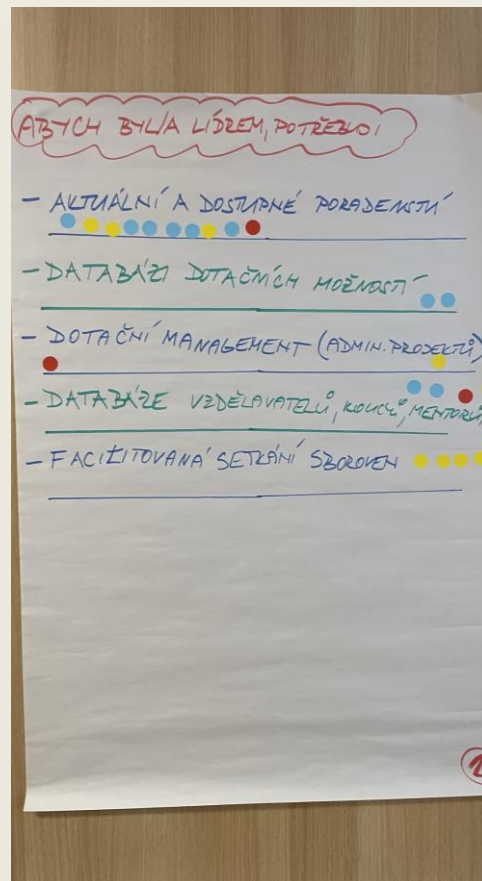 ABYCH BYL/A LÍDREM, POTŘEBUJI
- AKTUÁLNÍ A DOSTUPNÉ PORADENSTVÍ
- DATABÁZI DOTAČNÍCH MOŽNOSTÍ
- DOTAČNÍ MANAGEMENT (ADMIN. PROJEKTŮ)
- DATABÁZE VZDĚLAVATELŮ, KOUČŮ, MENTORŮ
- FACILITOVANÁ SETKÁNÍ SBOROVEN